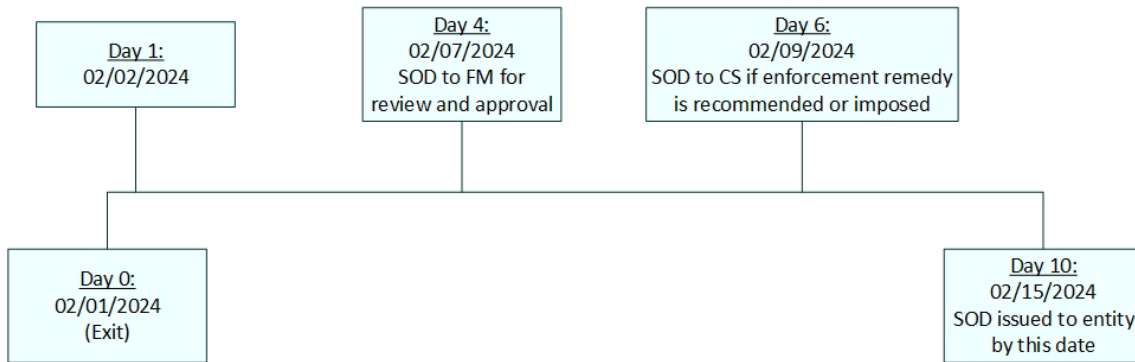 Day 1:
02/02/2024
Day 4:
02/07/2024
SOD to FM for
review and approval
Day 6:
02/09/2024
SOD to CS if enforcement remedy
is recommended or imposed
Day 0:
02/01/2024
(Exit)
Day 10:
02/15/2024
SOD issued to entity
by this date